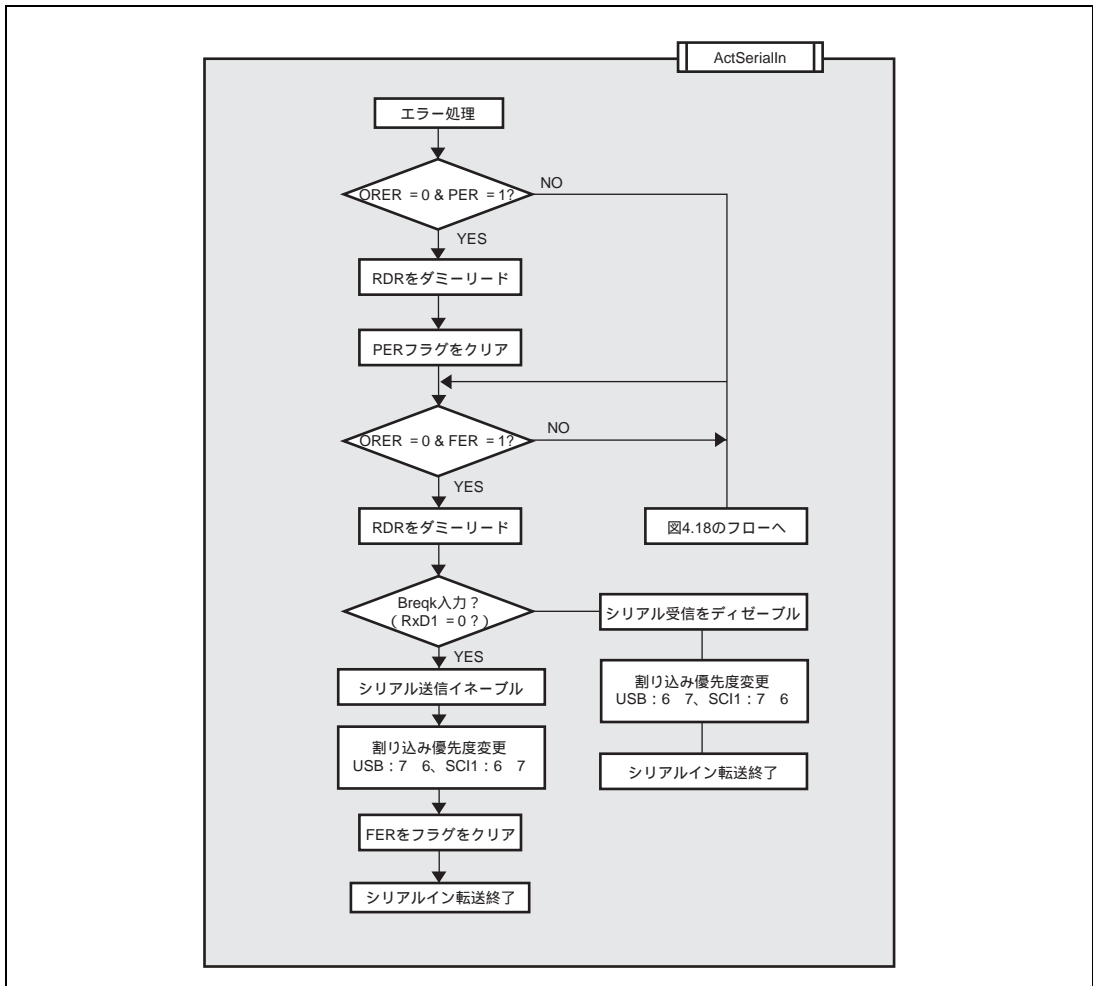 ActSerialIn
エラー処理
ORER = 0 & PER = 1?
NO
YES
RDRをダミーリード
PERフラグをクリア
ORER = 0 & FER = 1?
NO
YES
RDRをダミーリード
図4.18のフローへ
Breqk入力？
（RxD1 = 0？）
YES
シリアル受信をディゼーブル
シリアル送信イネーブル
割り込み優先度変更
USB：6 7、SCI1：7 6
割り込み優先度変更
USB：7 6、SCI1：6 7
シリアルイン転送終了
FERをフラグをクリア
シリアルイン転送終了